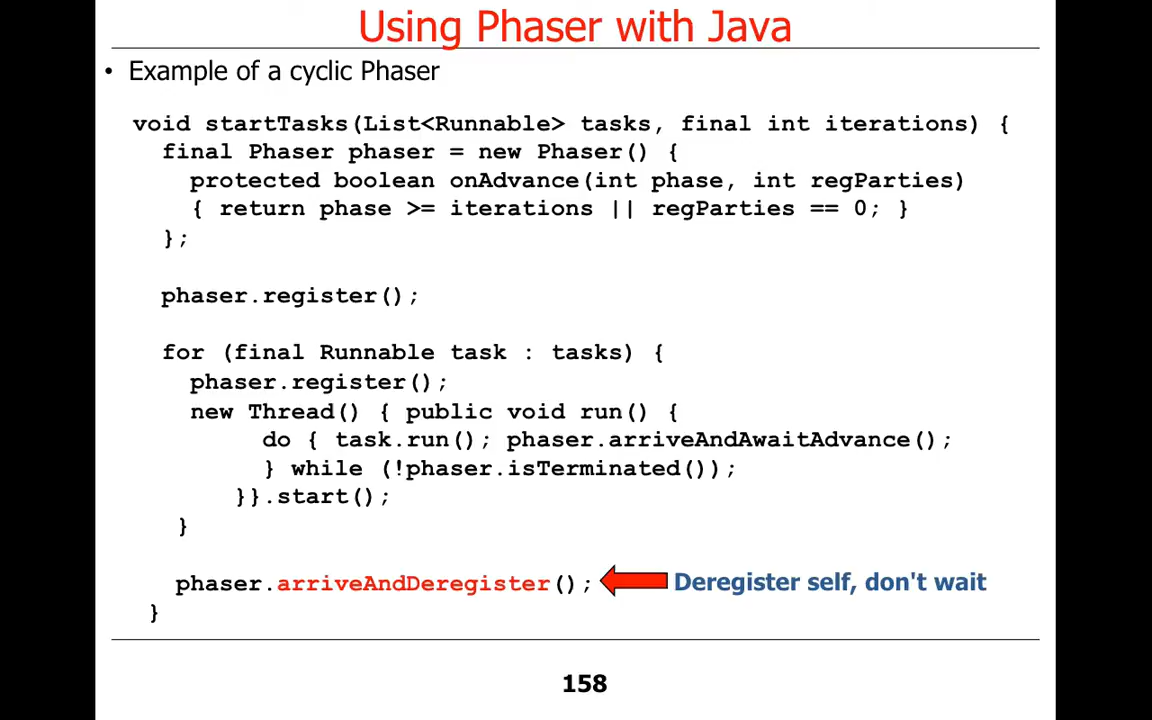 Using Phaser with Java
• Example of a cyclic Phaser
void startTasks(List<Runnable> tasks, final int iterations) {
final Phaser phaser = new Phaser() {
protected boolean onAdvance(int phase, int regParties)
{ return phase >= iterations || regParties == 0; }
};
phaser.register();
for (final Runnable task : tasks) {
phaser.register();
new Thread() { public void run() {
do { task.run(); phaser.arriveAndAwaitAdvance();
} while (!phaser.isTerminated());
}}.start();
}
phaser.arriveAndDeregister(); Deregister self, don't wait
}
158